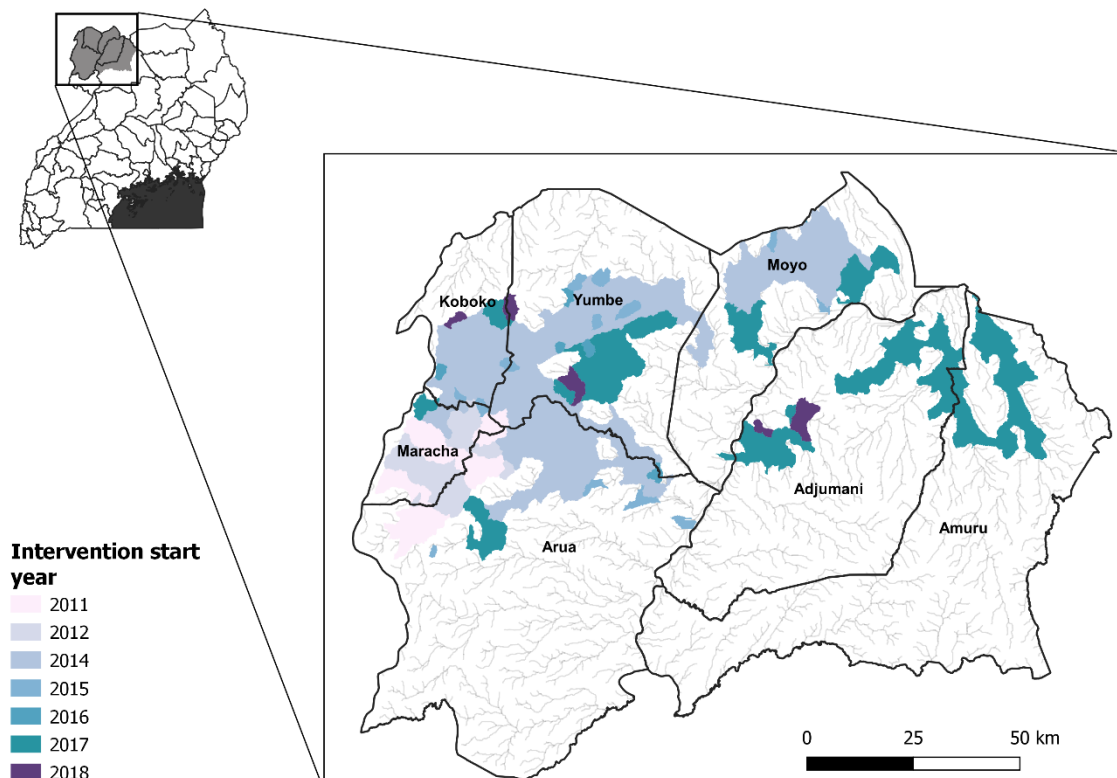 Moyo
Koboko
Yumbe
Maracha
Adjumani
Amuru
Arua
Intervention start
year
2011
2012
2014
2015
2016
2017
2018
0 25 50 km